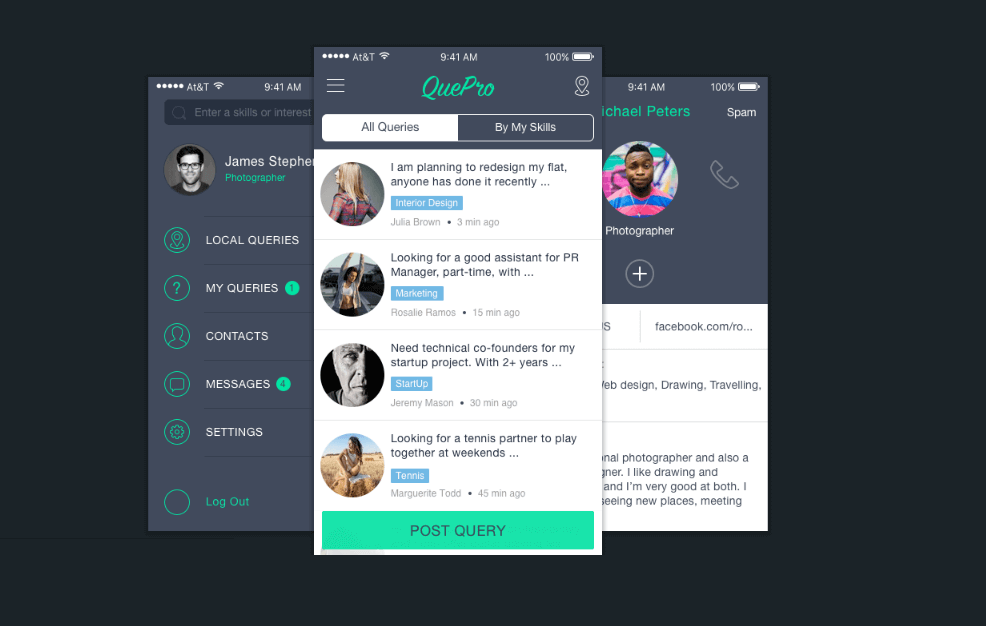 At&T 9:41 AM
Enter a skills or interest
James Stephen
Photographer
LOCAL QUERIES
MY QUERIES 1
CONTACTS
MESSAGES 4
SETTINGS
Log Out
At&T 9:41 AM 100%
QuePro
All Queries By My Skills
I am planning to redesign my flat,
anyone has done it recently ...
Interior Design
Julia Brown • 3 min ago
Looking for a good assistant for PR
Manager, part-time, with ...
Marketing
Rosalie Ramos • 15 min ago
Need technical co-founders for my
startup project. With 2+ years ...
StartUp
Jeremy Mason • 30 min ago
Looking for a tennis partner to play
together at weekends ...
Tennis
Marguerite Todd • 45 min ago
POST QUERY
9:41 AM 100%
ichael Peters Spam
Photographer
US facebook.com/ro...
Web design, Drawing, Travelling,
onal photographer and also a
gner. I like drawing and
and I'm very good at both. I
seeing new places, meeting